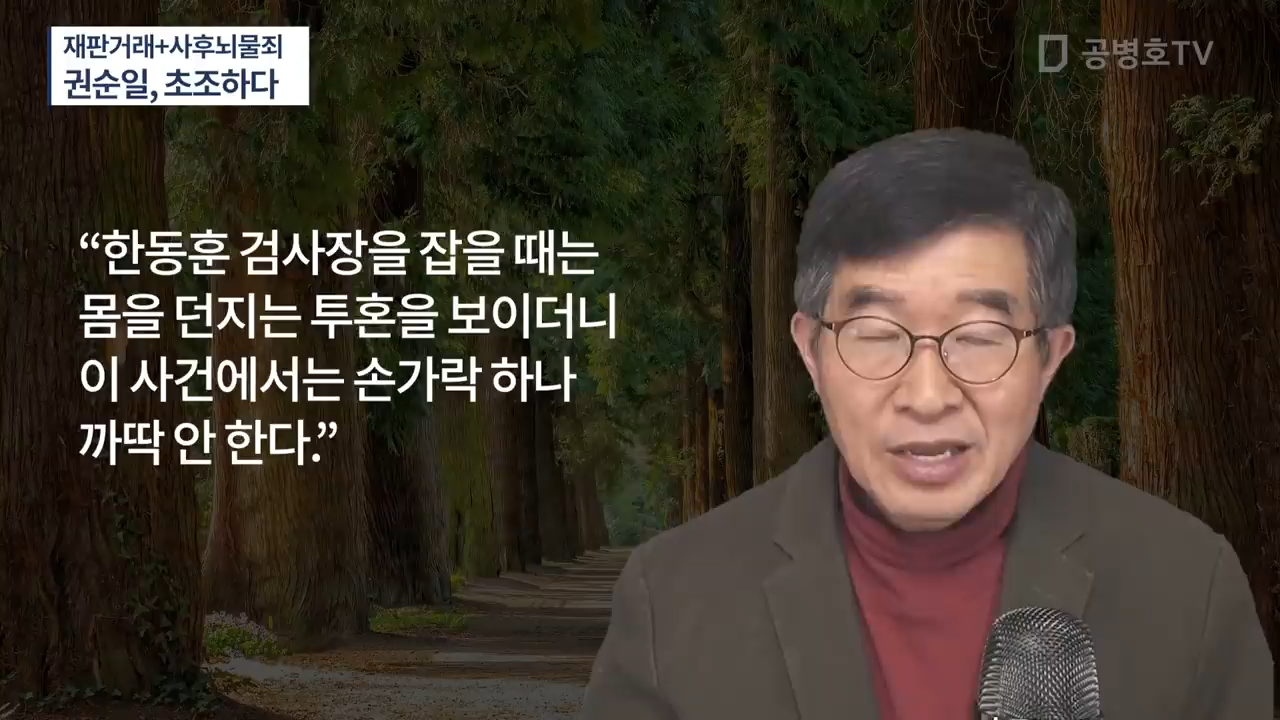 재판거래+사후뇌물죄
권순일, 초조하다
공병호TV
“한동훈 검사장을 잡을 때는
몸을 던지는 투혼을 보이더니
이 사건에서는 손가락 하나
까딱 안 한다.”